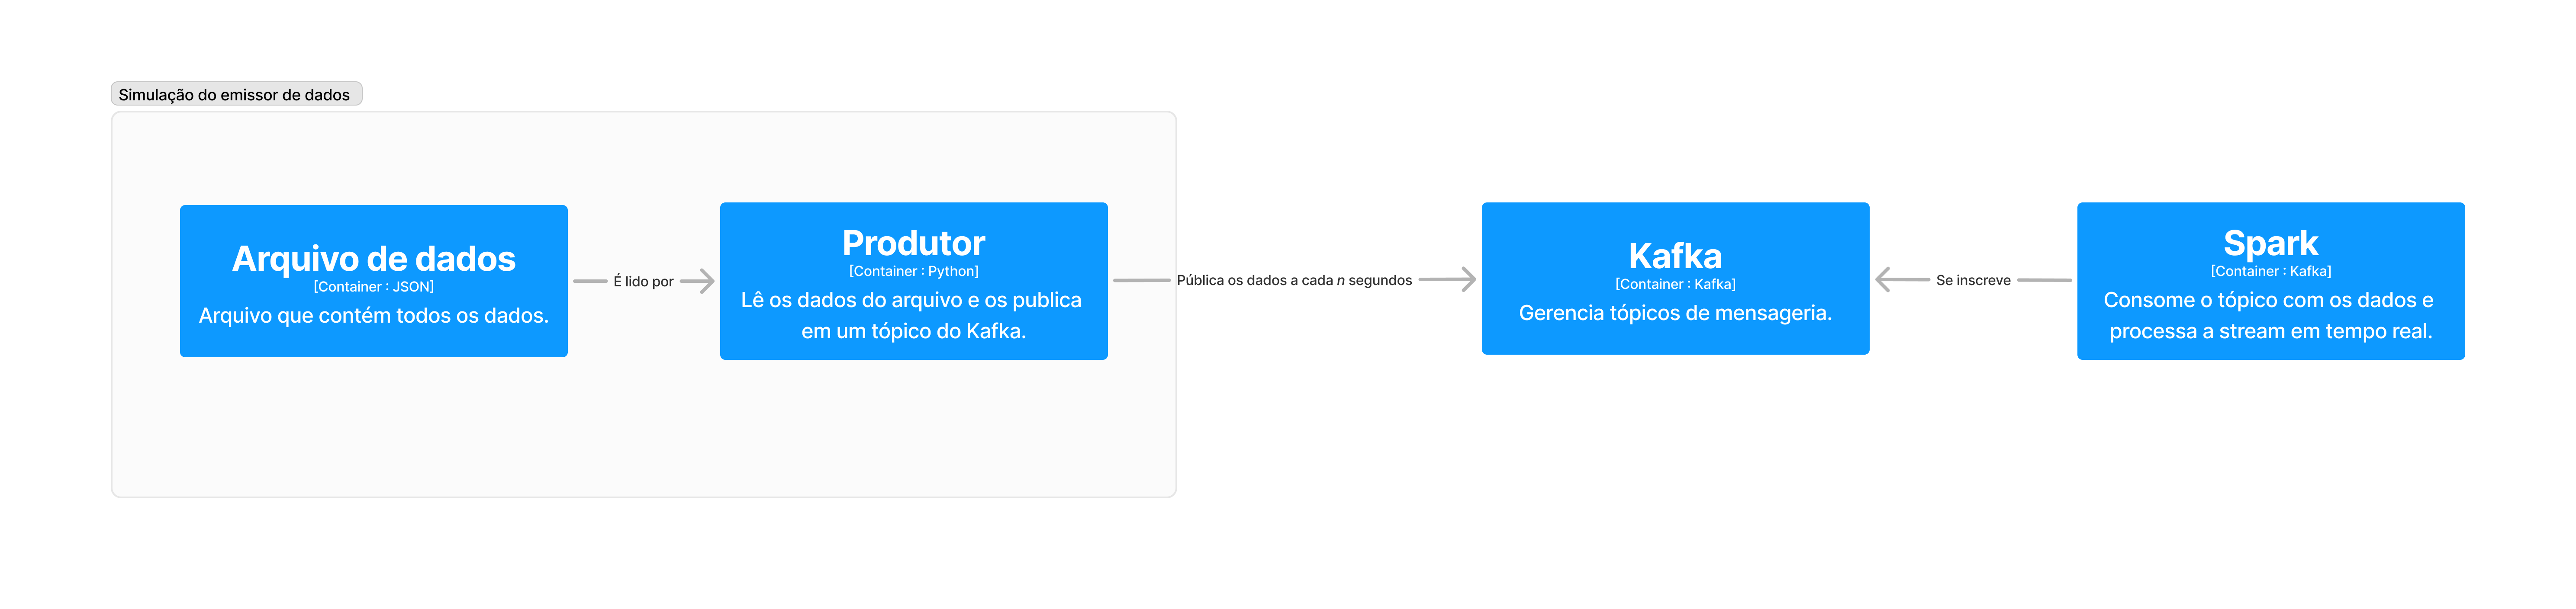 Simulação do emissor de dados
Arquivo de dados
[Container : JSON]
Arquivo que contém todos os dados.
É lido por
Produtor
[Container : Python]
Lê os dados do arquivo e os publica
em um tópico do Kafka.
Pública os dados a cada n segundos
Kafka
[Container : Kafka]
Gerencia tópicos de mensageria.
Se inscreve
Spark
[Container : Kafka]
Consome o tópico com os dados e
processa a stream em tempo real.